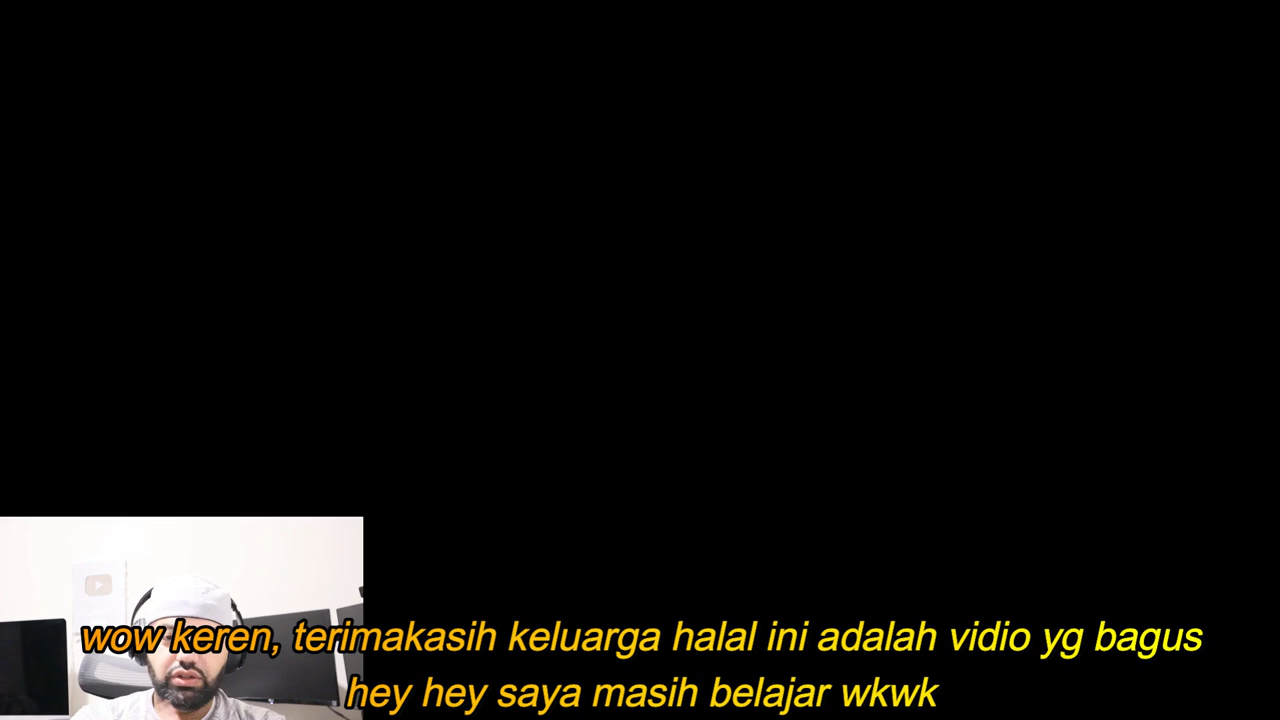 wow keren, terimakasih keluarga halal ini adalah vidio yg bagus
hey hey saya masih belajar wkwk